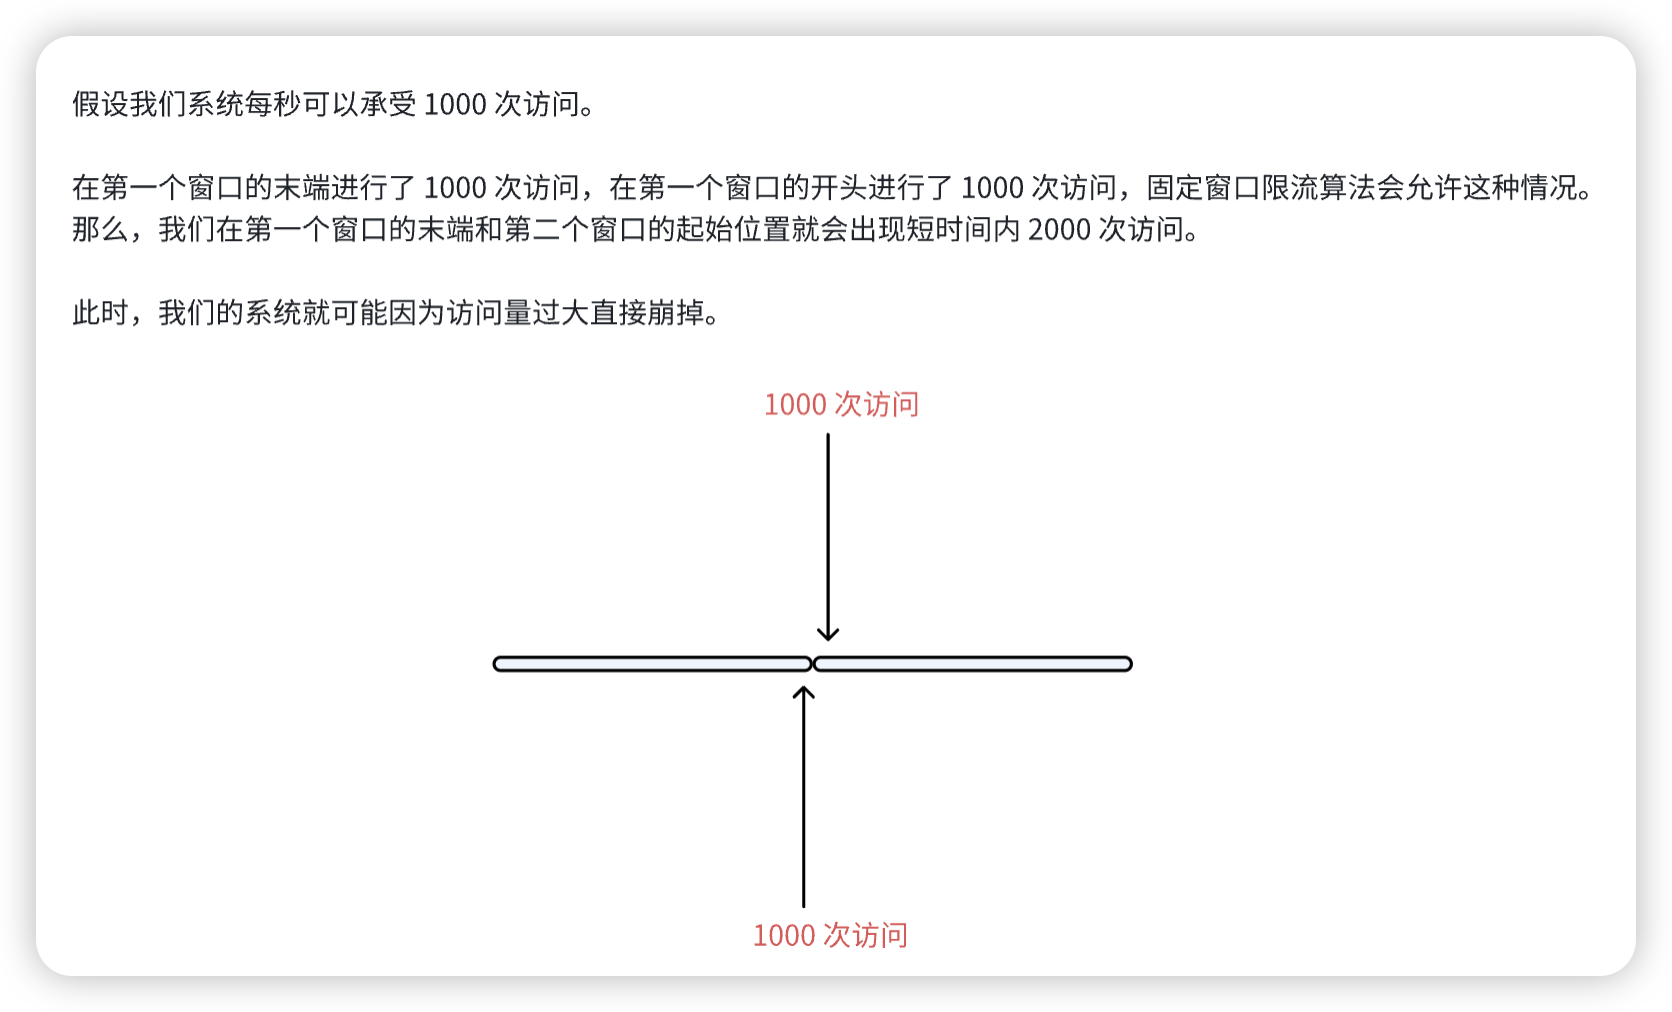 假设我们系统每秒可以承受 1000 次访问。
在第一个窗口的末端进行了 1000 次访问，在第一个窗口的开头进行了 1000 次访问，固定窗口限流算法会允许这种情况。
那么，我们在第一个窗口的末端和第二个窗口的起始位置就会出现短时间内 2000 次访问。
此时，我们的系统就可能因为访问量过大直接崩掉。
1000 次访问
1000 次访问